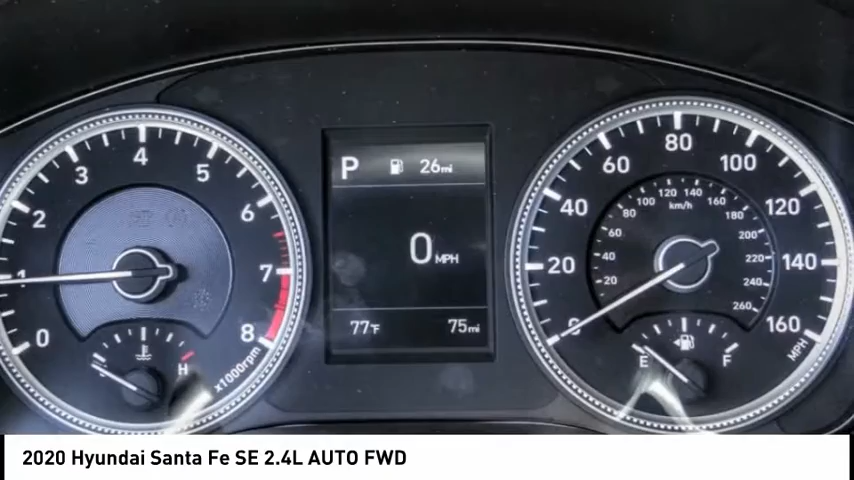 0 1 2 3 4 5 6 7 8
x1000rpm
H
P 26mi
0 MPH
77°F 75mi
0 20 40 60 80 100 120 140 160
MPH
20 40 60 80 100 120 140 160 180 200 220 240 260
km/h
E F
2020 Hyundai Santa Fe SE 2.4L AUTO FWD